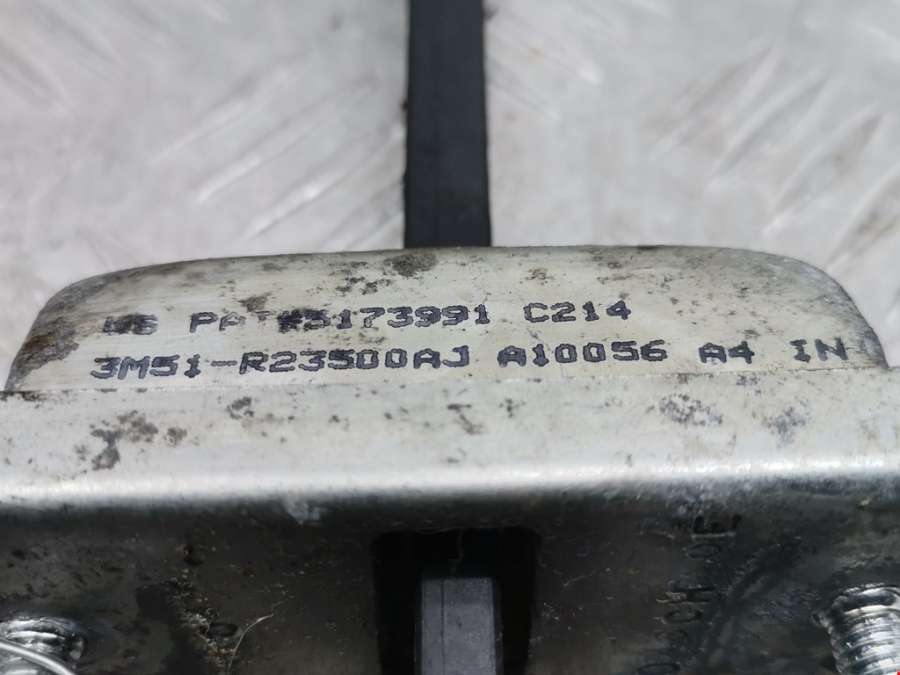 US PAT#5173991 C214
3M51-R23500AJ A10056 A4 IN